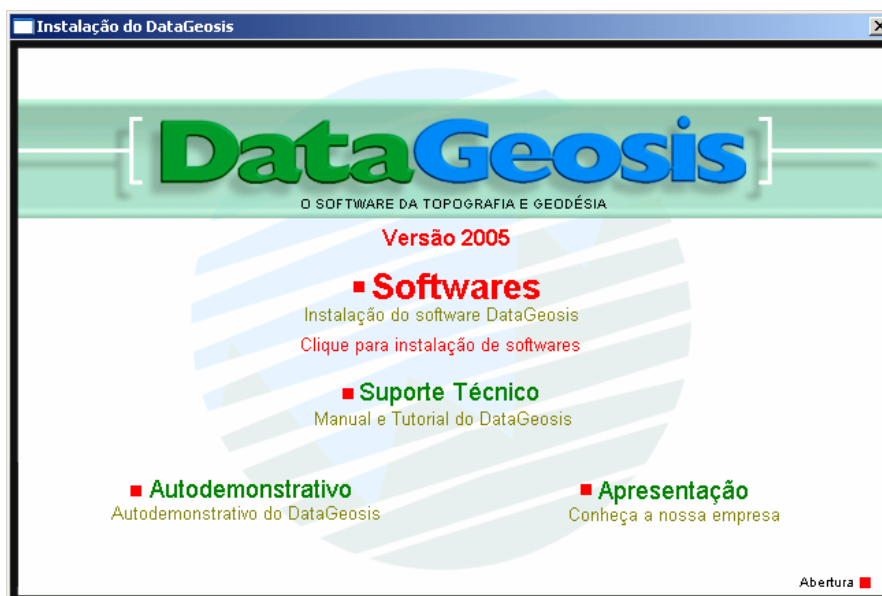 Instalação do DataGeosis
DataGeosis
O SOFTWARE DA TOPOGRAFIA E GEODÉSIA
Versão 2005
Softwares
Instalação do software DataGeosis
Clique para instalação de softwares
Suporte Técnico
Manual e Tutorial do DataGeosis
Autodemonstrativo
Autodemonstrativo do DataGeosis
Apresentação
Conheça a nossa empresa
Abertura